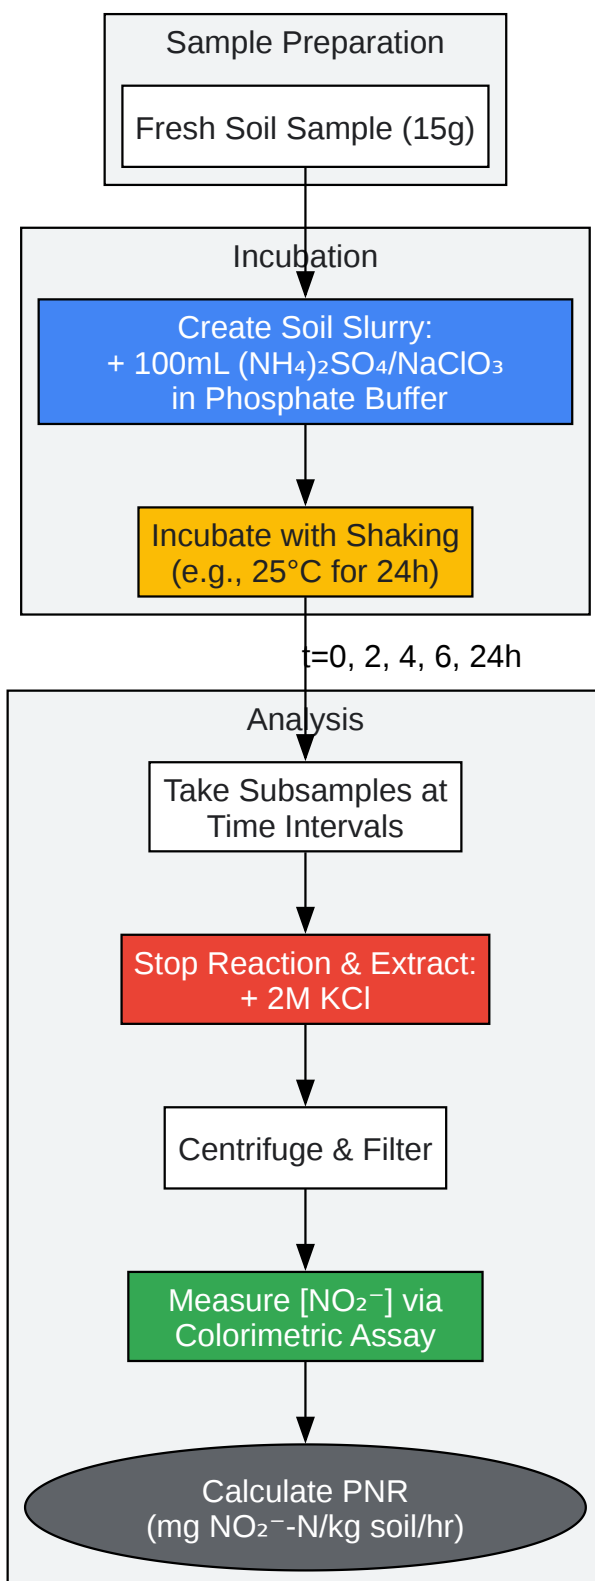 Sample Preparation
Fresh Soil Sample (15g)
Incubation
Create Soil Slurry:
+ 100mL (NH₄)₂SO₄/NaClO₃
in Phosphate Buffer
Incubate with Shaking
(e.g., 25°C for 24h)
t=0, 2, 4, 6, 24h
Analysis
Take Subsamples at
Time Intervals
Stop Reaction & Extract:
+ 2M KCl
Centrifuge & Filter
Measure [NO₂⁻] via
Colorimetric Assay
Calculate PNR
(mg NO₂⁻-N/kg soil/hr)